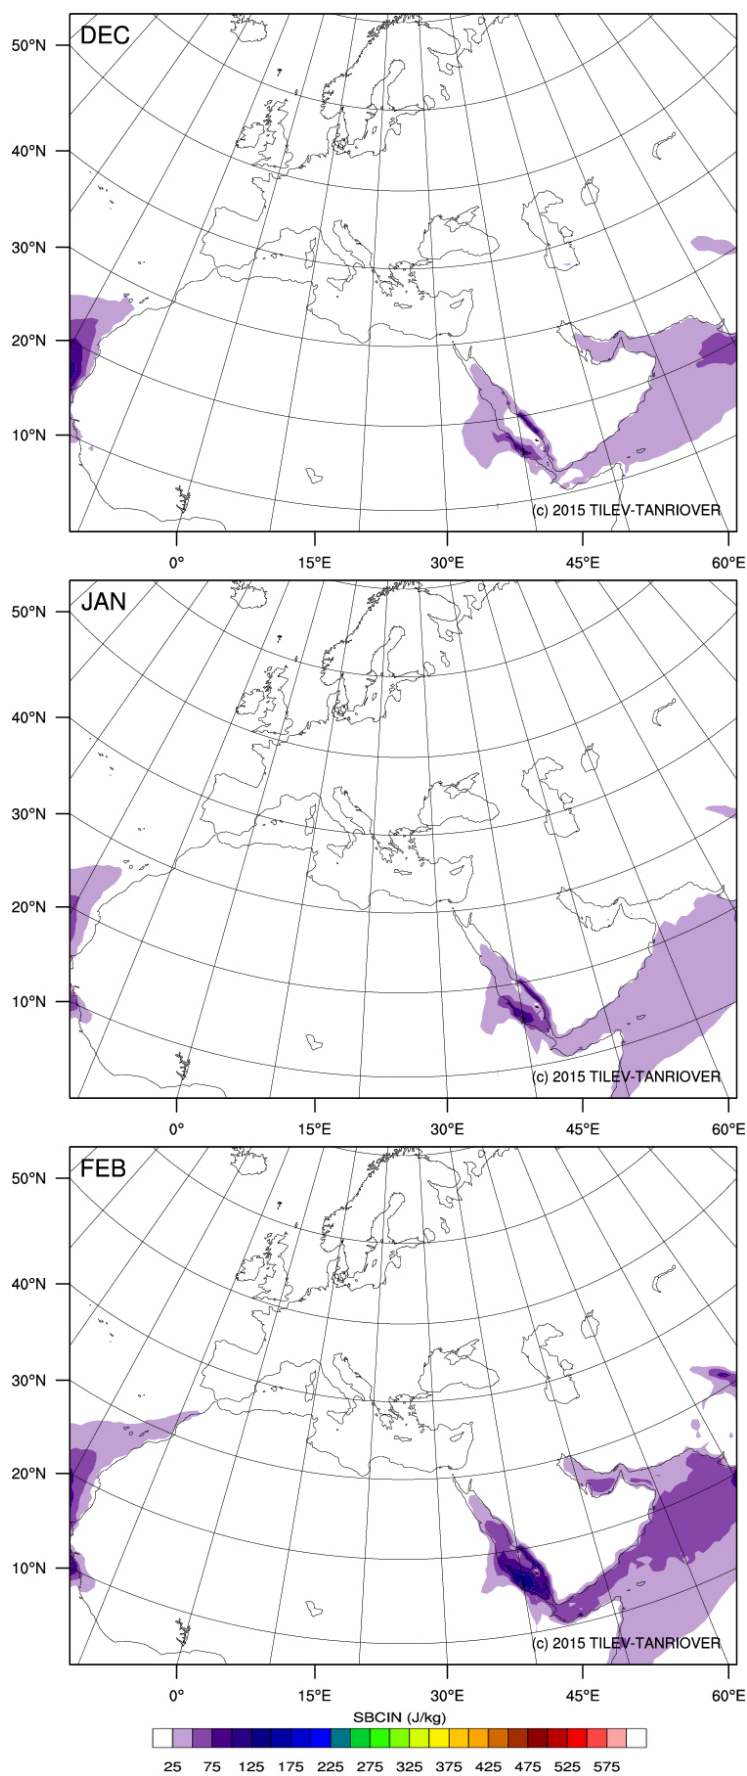 DEC
50°N
40°N
30°N
20°N
10°N
(c) 2015 TILEV-TANRIOVER
0° 15°E 30°E 45°E 60°E
JAN
50°N
40°N
30°N
20°N
10°N
(c) 2015 TILEV-TANRIOVER
0° 15°E 30°E 45°E 60°E
FEB
50°N
40°N
30°N
20°N
10°N
(c) 2015 TILEV-TANRIOVER
0° 15°E 30°E 45°E 60°E
SBCIN (J/kg)
25 75 125 175 225 275 325 375 425 475 525 575